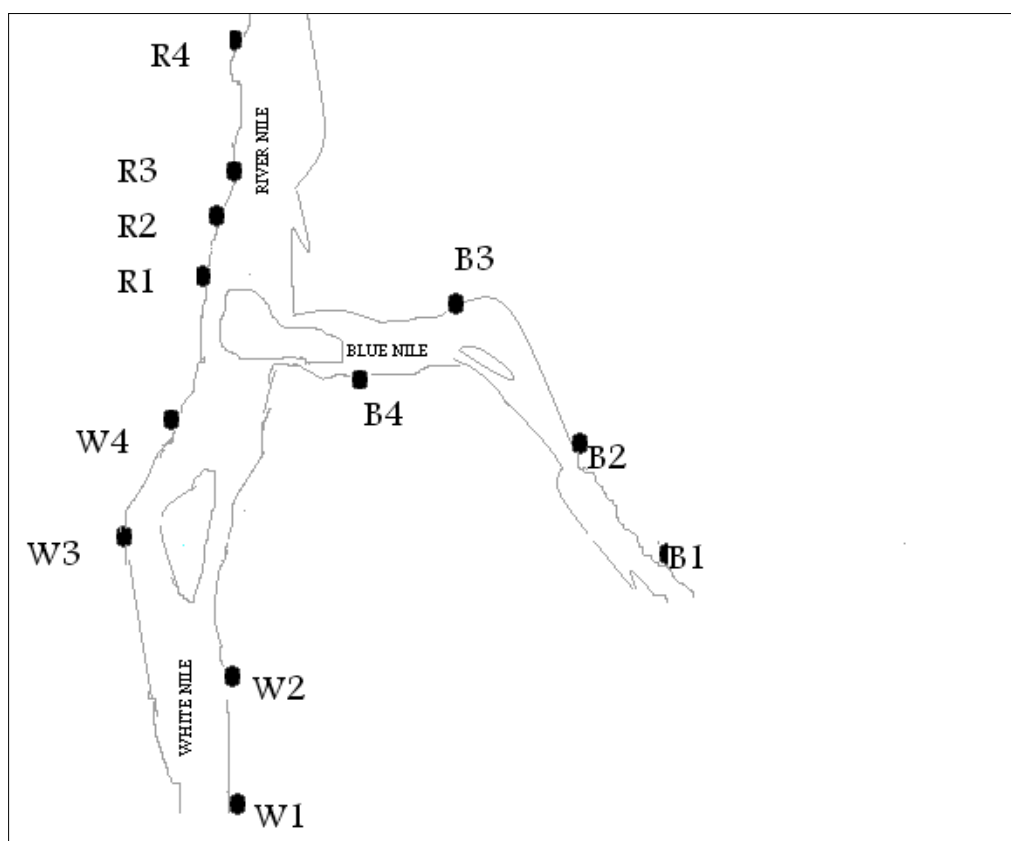 R4
RIVER NILE
R3
R2
B3
R1
BLUE NILE
B4
W4
B2
W3
B1
WHITE NILE
W2
W1